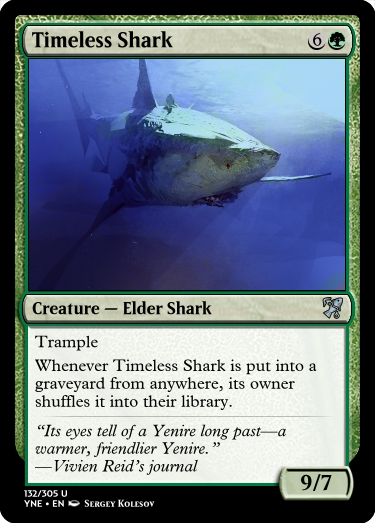 Timeless Shark 6
Creature — Elder Shark
Trample
Whenever Timeless Shark is put into a
graveyard from anywhere, its owner
shuffles it into their library.
“Its eyes tell of a Yenire long past—a
warmer, friendlier Yenire.”
—Vivien Reid’s journal
9/7
132/305 U
YNE • EN Sergey Kolesov